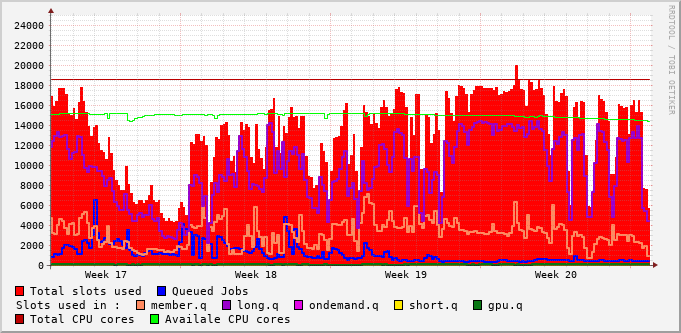 RRDTOOL / TOBI OETIKER
24000
22000
20000
18000
16000
14000
12000
10000
8000
6000
4000
2000
0
Week 17 Week 18 Week 19 Week 20
Total slots used Queued Jobs
Slots used in : member.q long.q ondemand.q short.q gpu.q
Total CPU cores Availale CPU cores